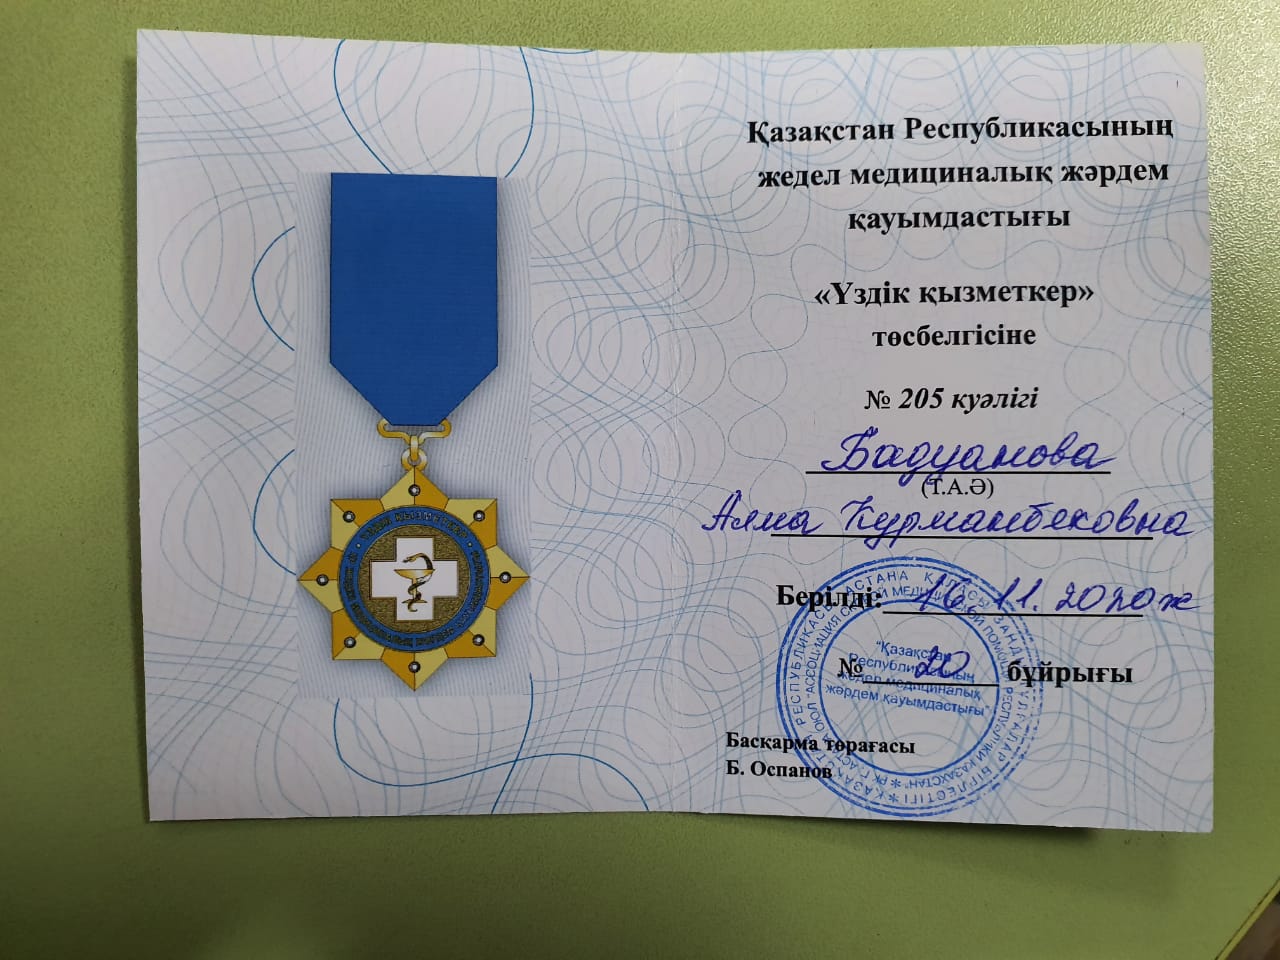 Қазақстан Республикасының
жедел медициналық жәрдем
қауымдастығы
«Үздік қызметкер»
төсбелгісіне
№ 205 куәлігі
Бадуанова
(Т.А.Ә)
Алма Курманбековна
Берілді: 16.11.2020ж
№ 20 бұйрығы
"Қазақстан
Республикасының
жедел медициналық
жәрдем қауымдастығы"
Басқарма төрағасы
Б. Оспанов